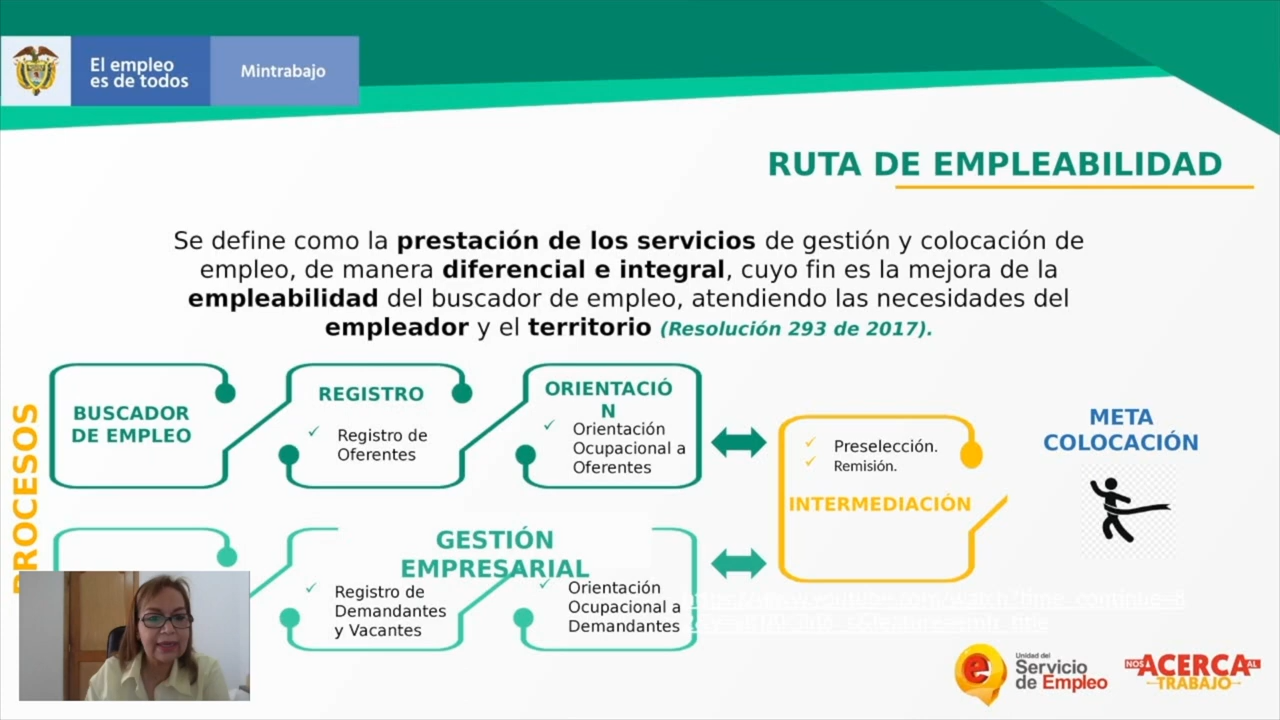 El empleo
es de todos
Mintrabajo
RUTA DE EMPLEABILIDAD
Se define como la prestación de los servicios de gestión y colocación de
empleo, de manera diferencial e integral, cuyo fin es la mejora de la
empleabilidad del buscador de empleo, atendiendo las necesidades del
empleador y el territorio (Resolución 293 de 2017).
PROCESOS
BUSCADOR
DE EMPLEO
REGISTRO
Registro de
Oferentes
ORIENTACIÓ
N
Orientación
Ocupacional a
Oferentes
Preselección.
Remisión.
INTERMEDIACIÓN
META
COLOCACIÓN
GESTIÓN
EMPRESARIAL
Registro de
Demandantes
y Vacantes
Orientación
Ocupacional a
Demandantes
Unidad del
Servicio
de Empleo
NOS ACERCA AL
TRABAJO